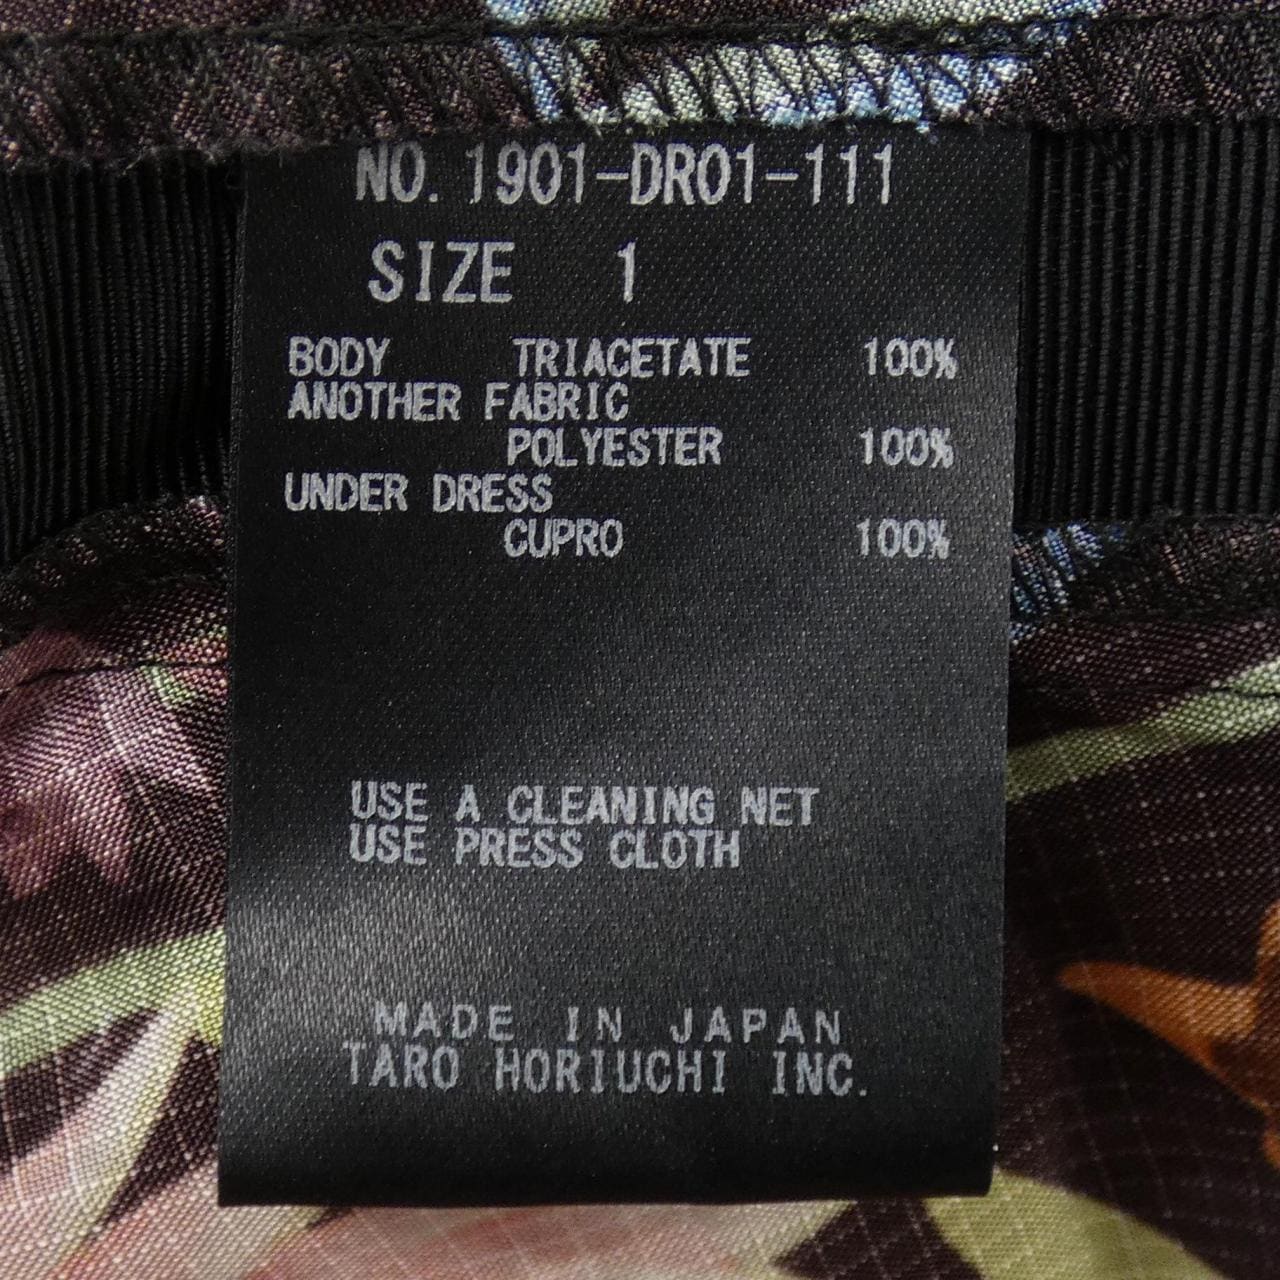 NO. 1901-DR01-111
SIZE 1
BODY TRIACETATE 100%
ANOTHER FABRIC
POLYESTER 100%
UNDER DRESS
CUPRO 100%
USE A CLEANING NET
USE PRESS CLOTH
MADE IN JAPAN
TARO HORIUCHI INC.